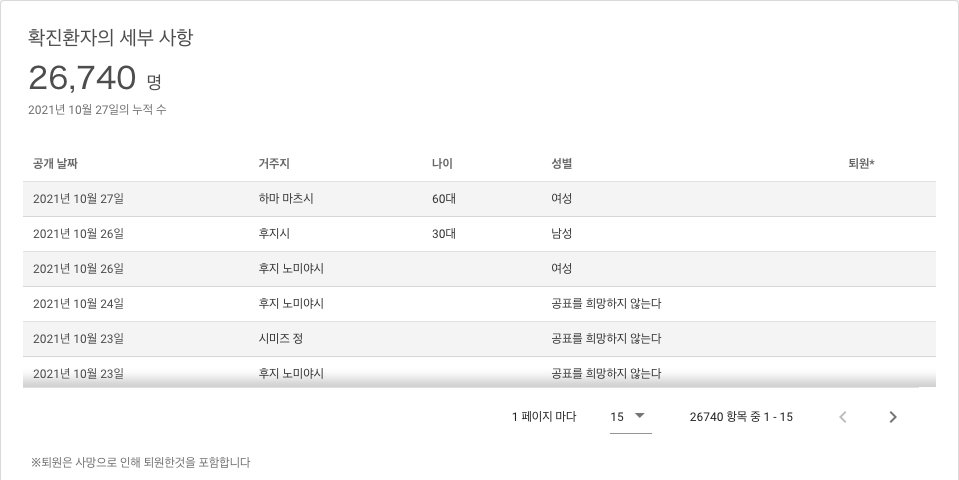 확진환자의 세부 사항
26,740 명
2021년 10월 27일의 누적 수
공개 날짜 거주지 나이 성별 퇴원*
2021년 10월 27일 하마 마츠시 60대 여성
2021년 10월 26일 후지시 30대 남성
2021년 10월 26일 후지 노미야시 여성
2021년 10월 24일 후지 노미야시 공표를 희망하지 않는다
2021년 10월 23일 시미즈 정 공표를 희망하지 않는다
2021년 10월 23일 후지 노미야시 공표를 희망하지 않는다
1 페이지 마다 15 26740 항목 중 1 - 15
※퇴원은 사망으로 인해 퇴원한것을 포함합니다